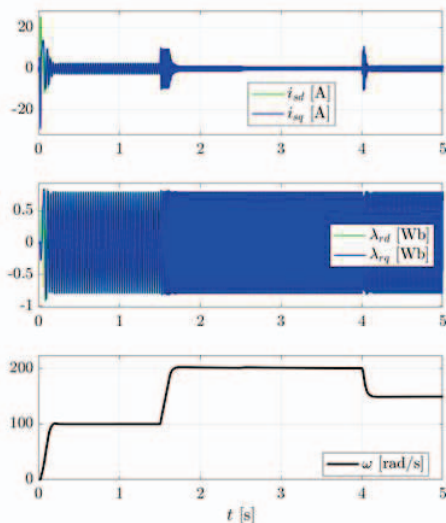 20
0
-20
i_sd [A]
i_sq [A]
0 1 2 3 4 5
0.5
0
-0.5
-1
λ_rd [Wb]
λ_rq [Wb]
0 1 2 3 4 5
200
100
0
ω [rad/s]
0 1 2 3 4 5
t [s]